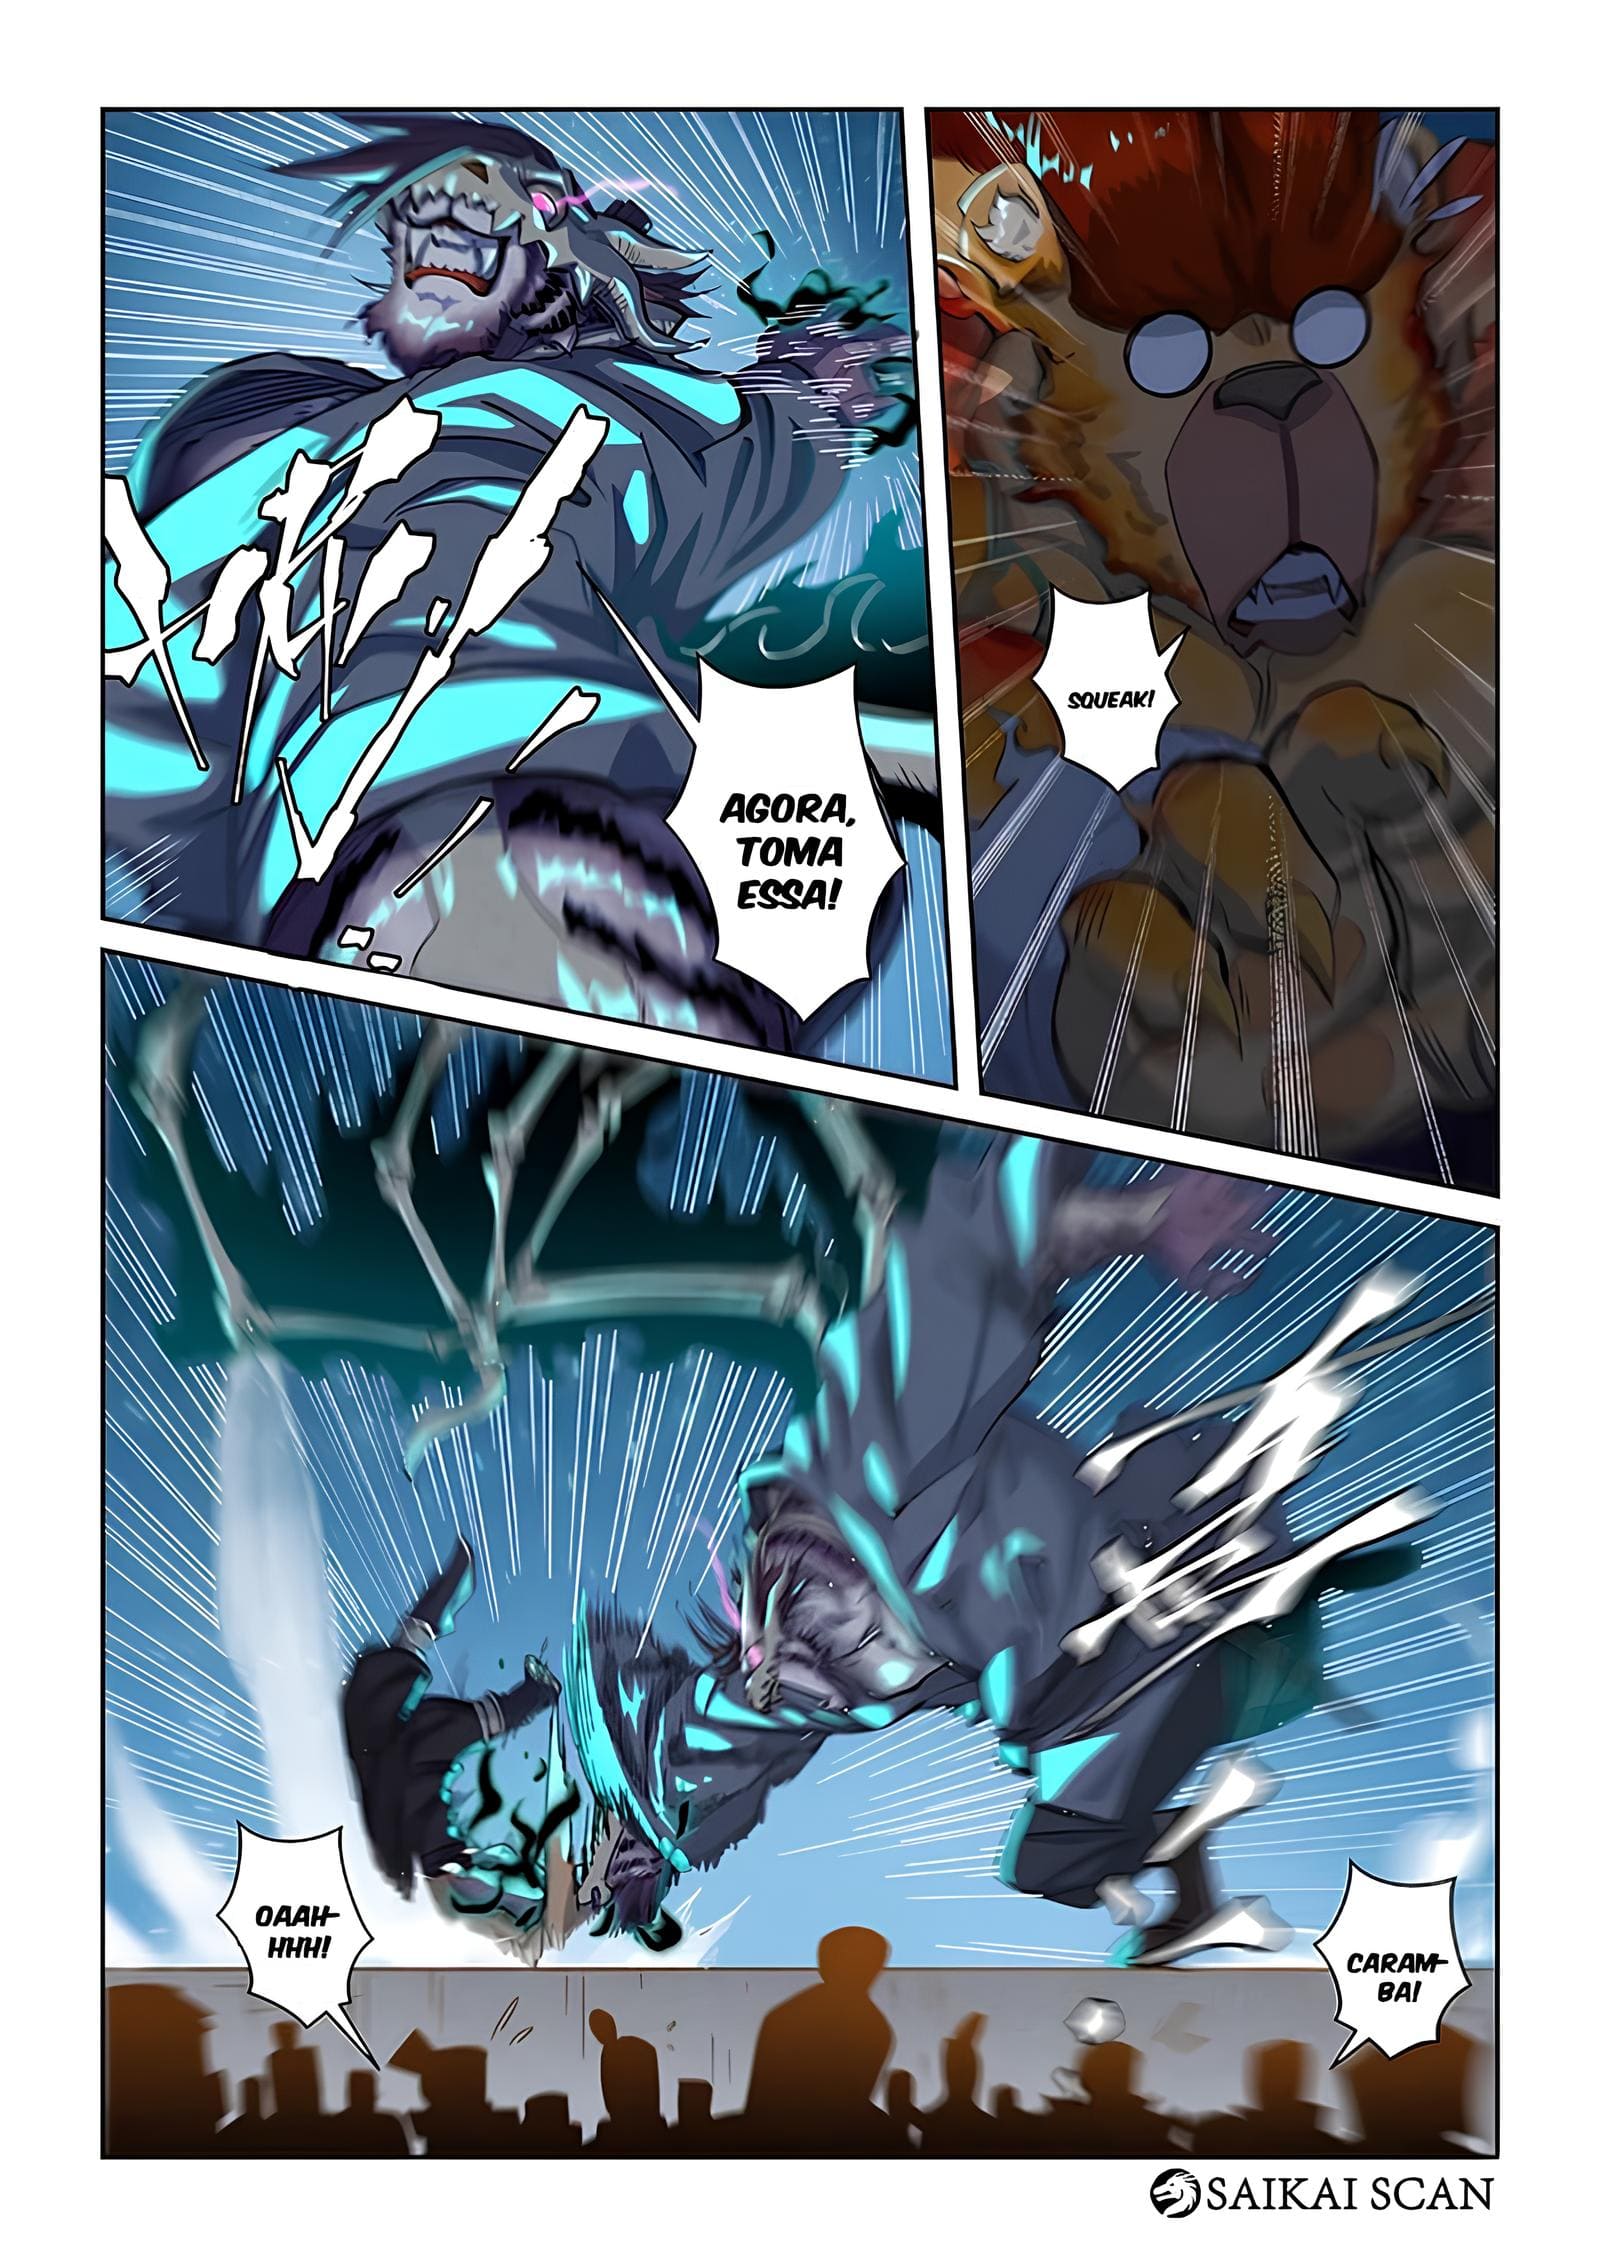 SQUEAK!
AGORA,
TOMA
ESSA!
OAAH-
HHH!
CARAM-
BA!
SAIKAI SCAN